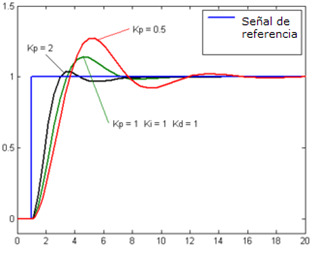 1.5
Kp = 0.5
Señal de
referencia
Kp = 2
1
Kp = 1 Ki = 1 Kd = 1
0.5
0
0 2 4 6 8 10 12 14 16 18 20